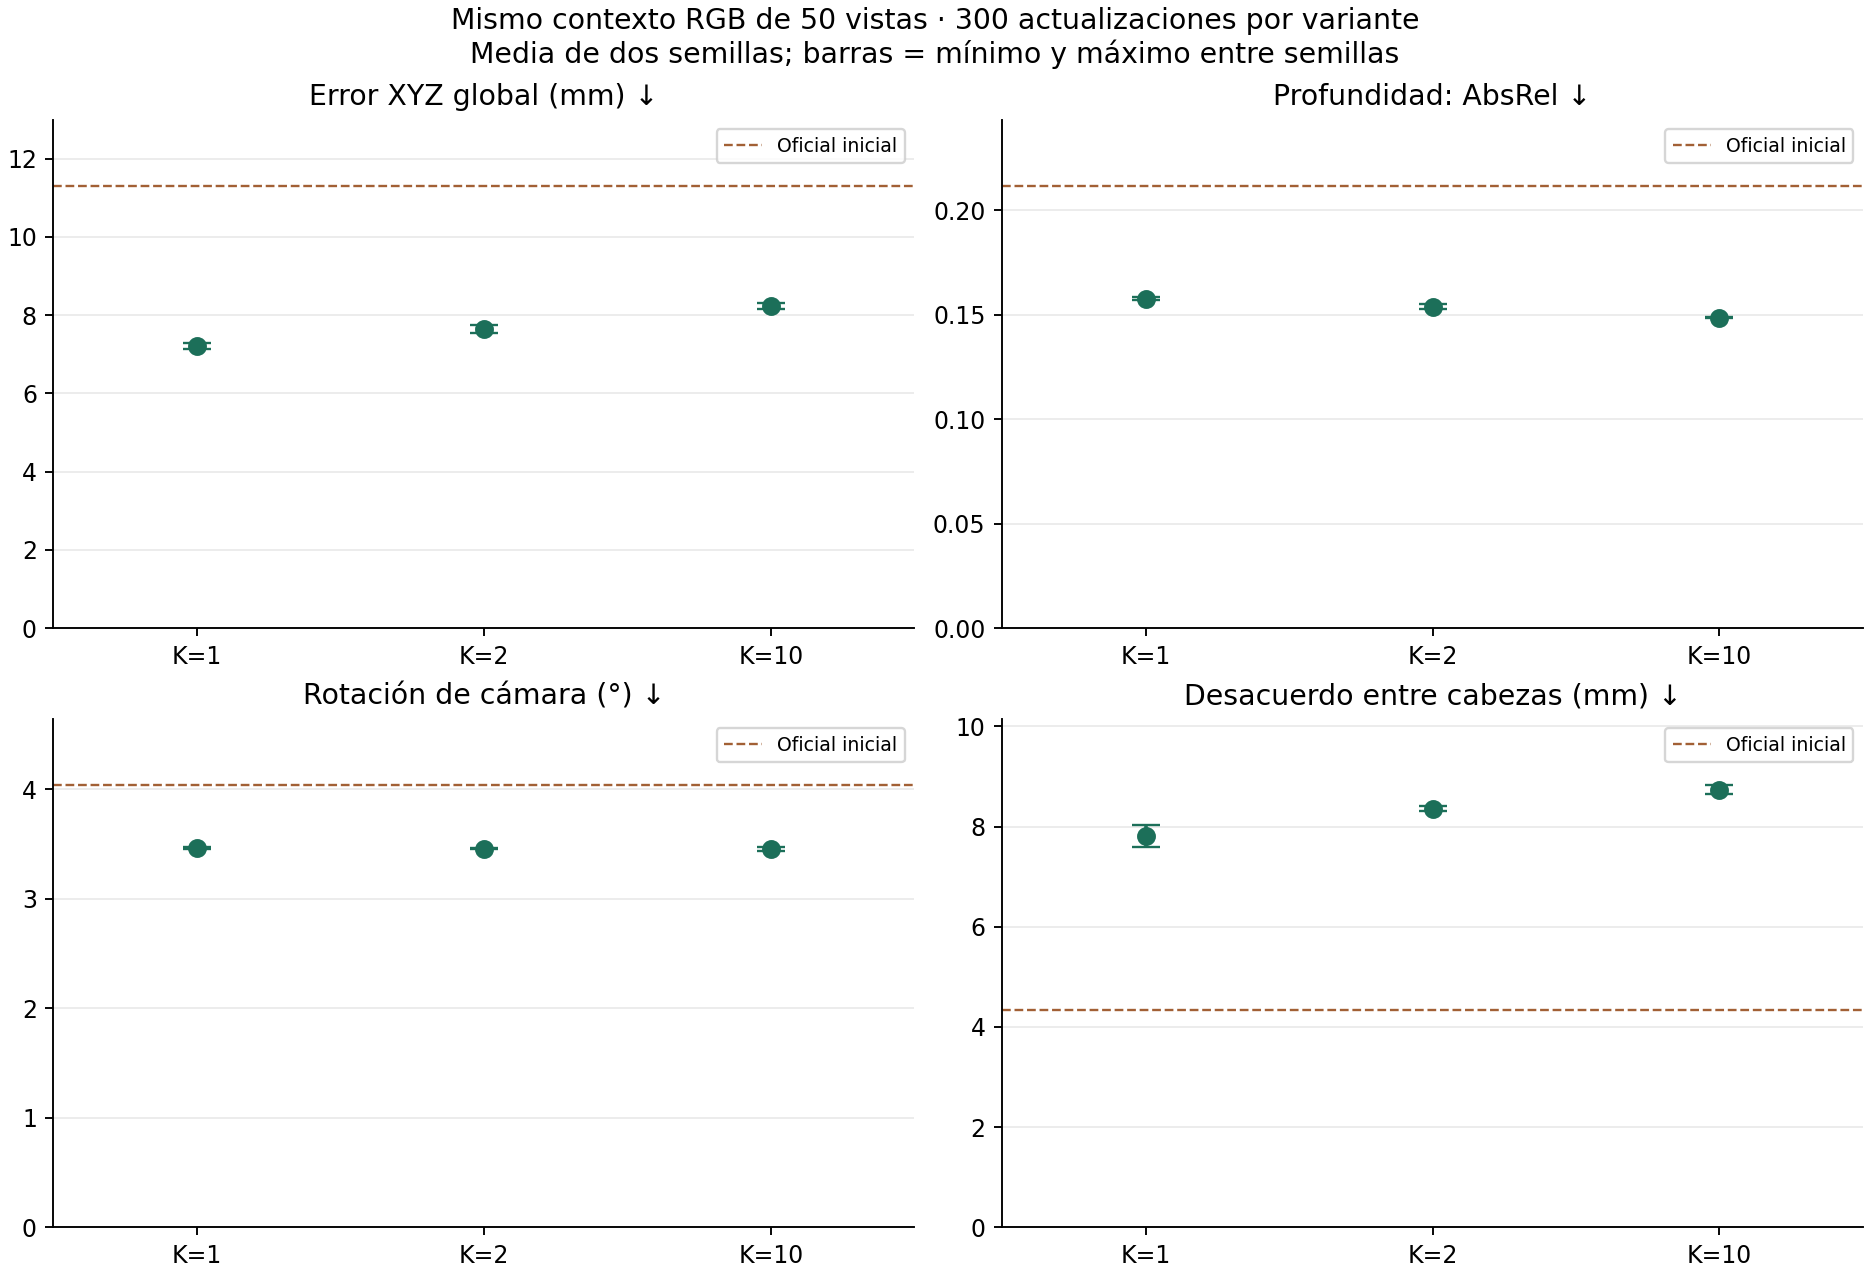 Mismo contexto RGB de 50 vistas · 300 actualizaciones por variante
Media de dos semillas; barras = mínimo y máximo entre semillas
Error XYZ global (mm) ↓
Oficial inicial
12
10
8
6
4
2
0
K=1
K=2
K=10
Profundidad: AbsRel ↓
Oficial inicial
0.20
0.15
0.10
0.05
0.00
K=1
K=2
K=10
Rotación de cámara (°) ↓
Oficial inicial
4
3
2
1
0
K=1
K=2
K=10
Desacuerdo entre cabezas (mm) ↓
Oficial inicial
10
8
6
4
2
0
K=1
K=2
K=10